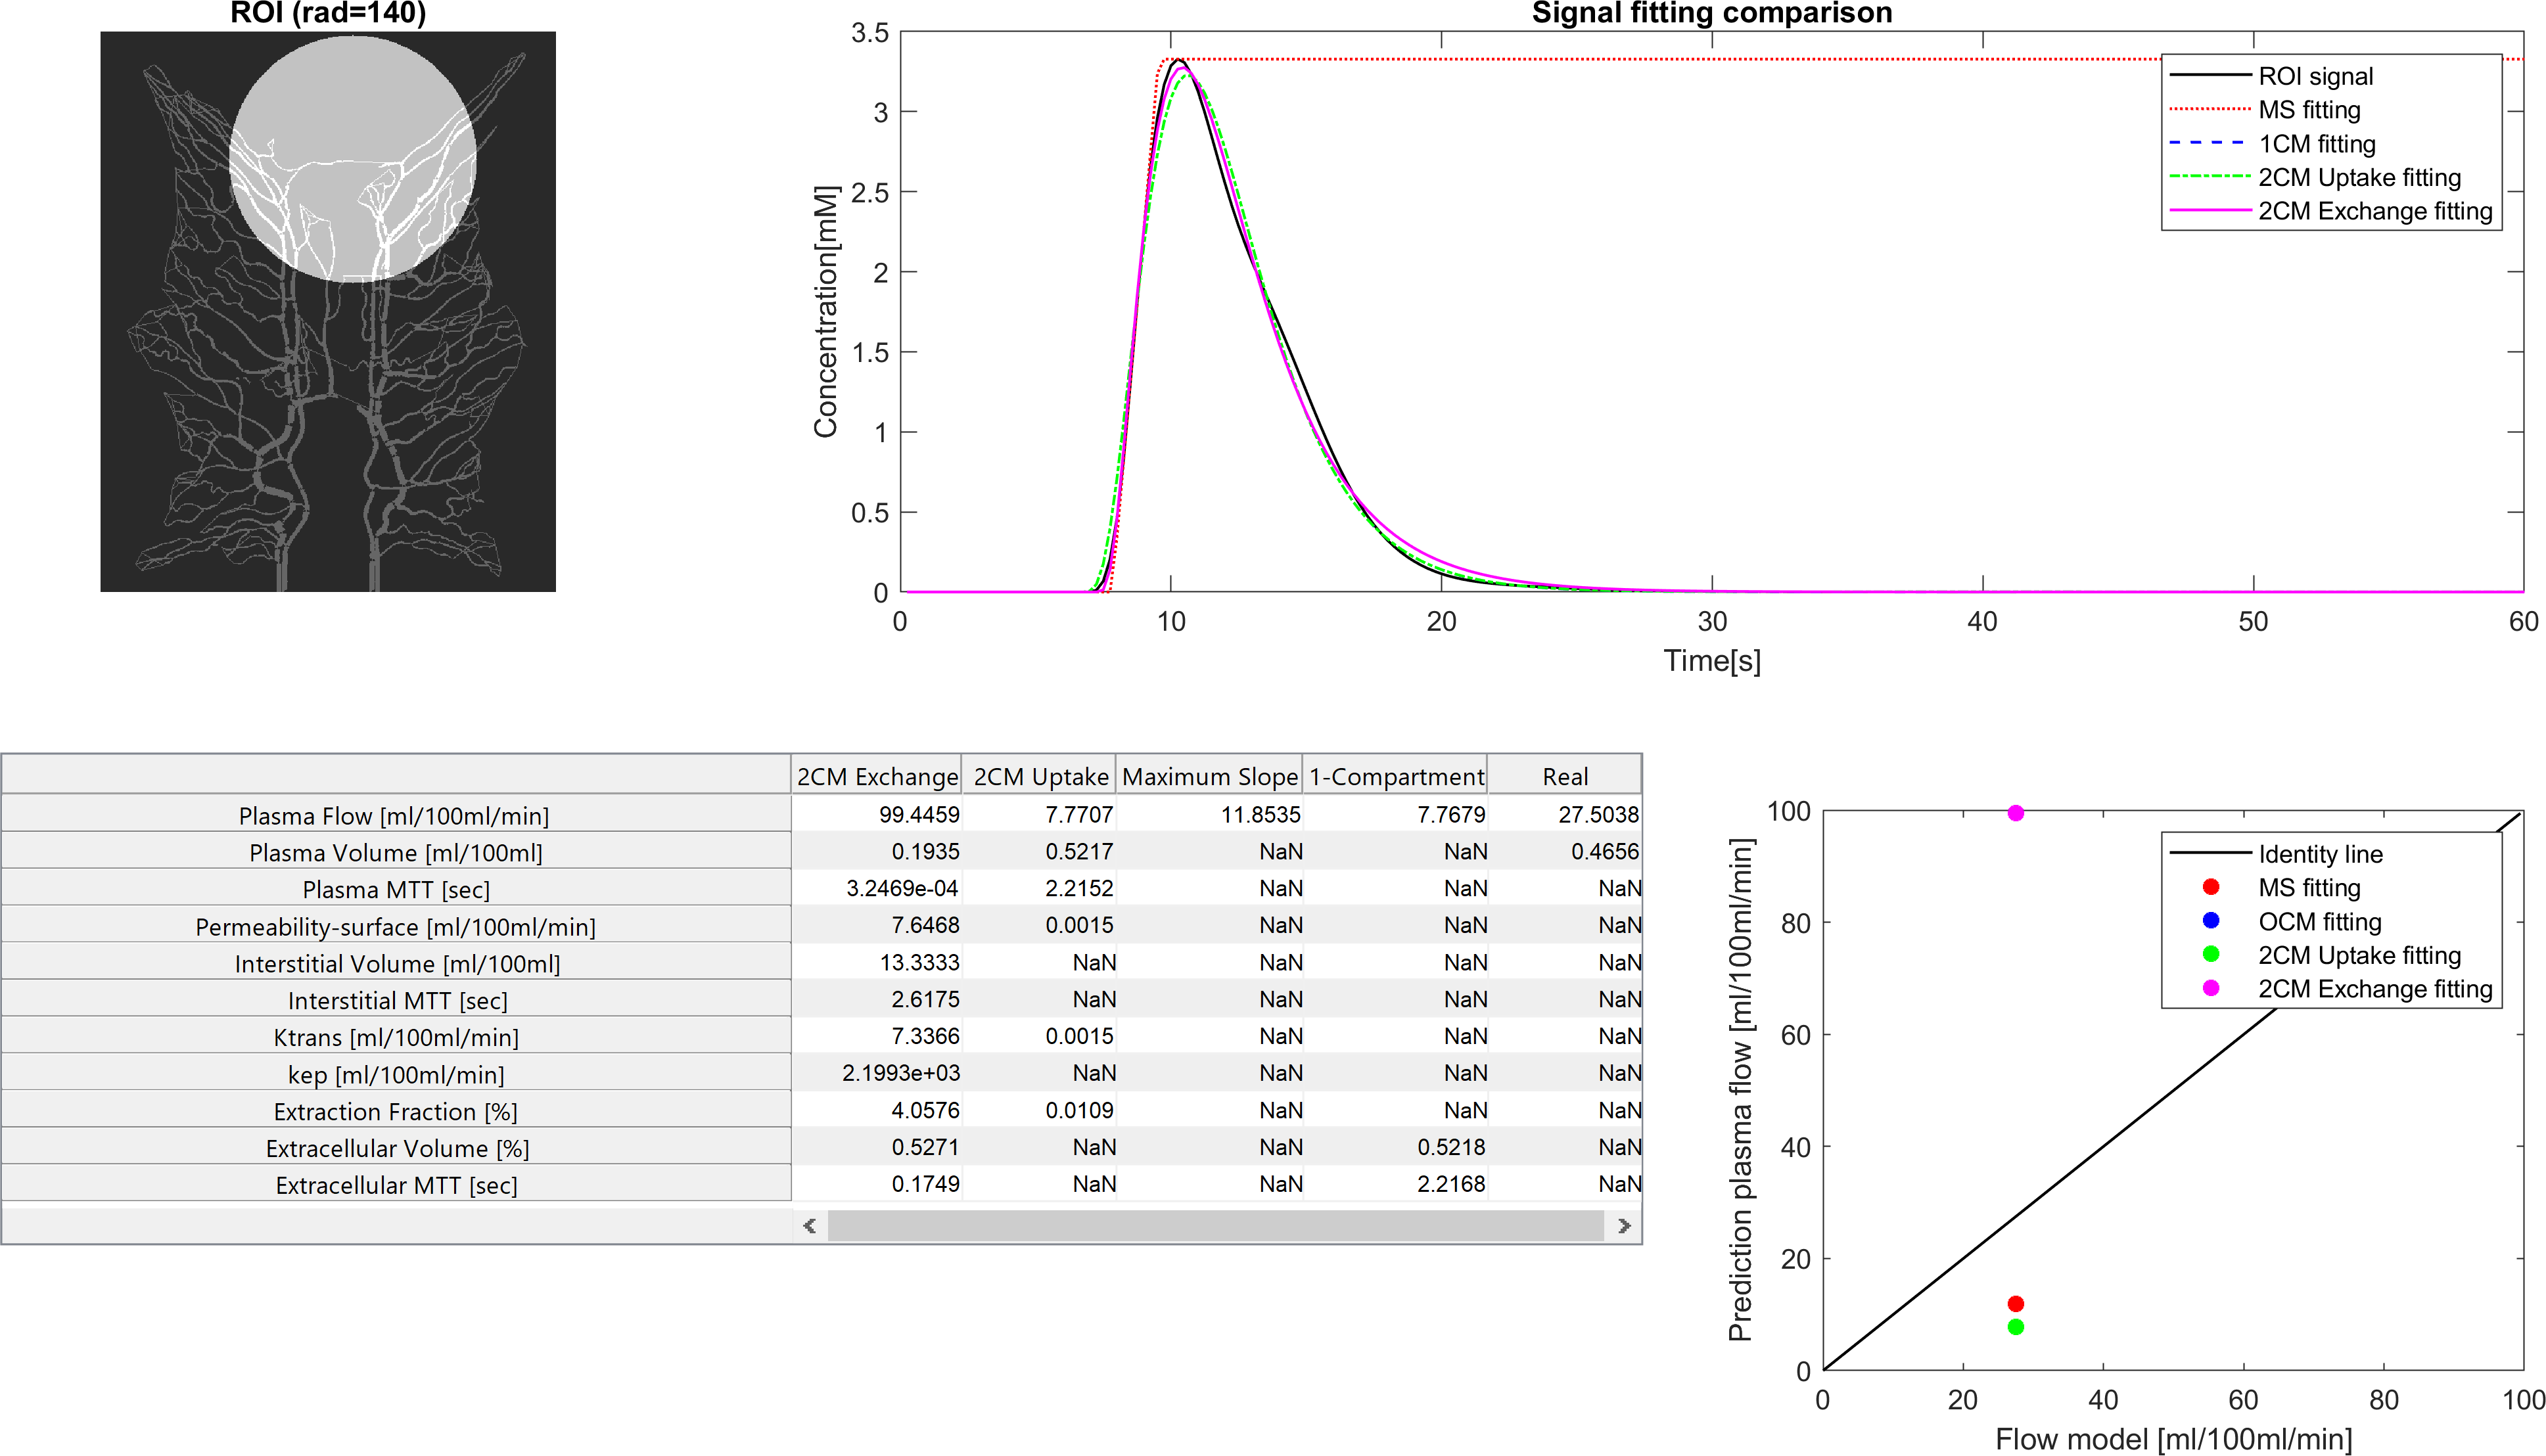 ROI (rad=140)
Signal fitting comparison
Concentration[mM]
3.5
3
2.5
2
1.5
1
0.5
0
0 10 20 30 40 50 60
Time[s]
ROI signal
MS fitting
1CM fitting
2CM Uptake fitting
2CM Exchange fitting
2CM Exchange 2CM Uptake Maximum Slope 1-Compartment Real
Plasma Flow [ml/100ml/min] 99.4459 7.7707 11.8535 7.7679 27.5038
Plasma Volume [ml/100ml] 0.1935 0.5217 NaN NaN 0.4656
Plasma MTT [sec] 3.2469e-04 2.2152 NaN NaN NaN
Permeability-surface [ml/100ml/min] 7.6468 0.0015 NaN NaN NaN
Interstitial Volume [ml/100ml] 13.3333 NaN NaN NaN NaN
Interstitial MTT [sec] 2.6175 NaN NaN NaN NaN
Ktrans [ml/100ml/min] 7.3366 0.0015 NaN NaN NaN
kep [ml/100ml/min] 2.1993e+03 NaN NaN NaN NaN
Extraction Fraction [%] 4.0576 0.0109 NaN NaN NaN
Extracellular Volume [%] 0.5271 NaN NaN 0.5218 NaN
Extracellular MTT [sec] 0.1749 NaN NaN 2.2168 NaN
Prediction plasma flow [ml/100ml/min]
100
80
60
40
20
0
0 20 40 60 80 100
Flow model [ml/100ml/min]
Identity line
MS fitting
OCM fitting
2CM Uptake fitting
2CM Exchange fitting